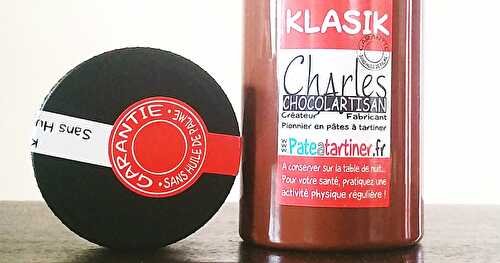 KLASIK
GARANTIE
Charles
CHOCOLARTISAN
Créateur Fabricant
Pionnier en pâtes à tartiner
Pateatartiner.fr
A conserver sur la table de nuit...
Pour votre santé, pratiquez une
activité physique régulière !
GARANTIE
SANS HUILE DE PALME
K
Sans Hu